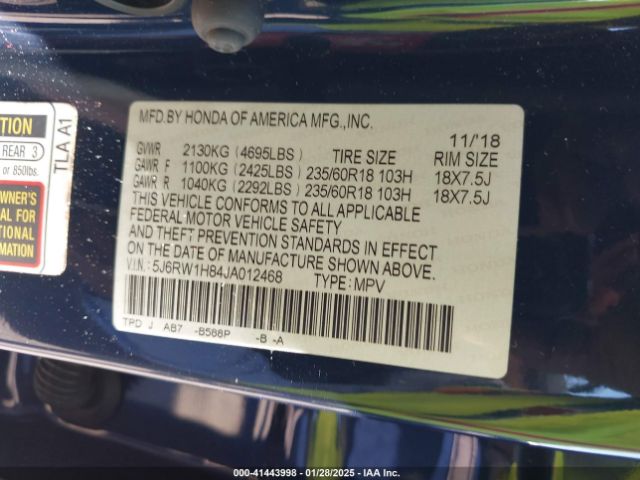 TION
REAR 3
or 850lbs.
WNER'S
AL FOR
TIONAL
MATION
TLA A1
MFD.BY HONDA OF AMERICA MFG.,INC.
11/'18
GVWR 2130KG (4695LBS) TIRE SIZE RIM SIZE
GAWR F 1100KG (2425LBS) 235/60R18 103H 18X7.5J
GAWR R 1040KG (2292LBS) 235/60R18 103H 18X7.5J
THIS VEHICLE CONFORMS TO ALL APPLICABLE
FEDERAL MOTOR VEHICLE SAFETY
AND THEFT PREVENTION STANDARDS IN EFFECT
ON THE DATE OF MANUFACTURE SHOWN ABOVE.
V.I.N.: 5J6RW1H84JA012468 TYPE: MPV
TPD J AB7 -B588P -B -A
000-41443998 | 01/28/2025 | IAA Inc.